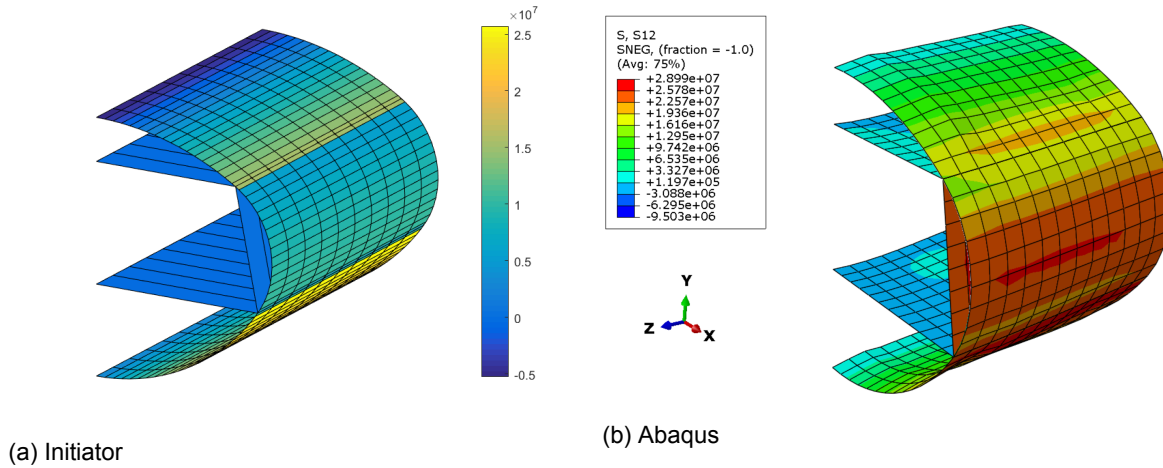 ×10⁷
2.5
2
1.5
1
0.5
0
-0.5
(a) Initiator
S, S12
SNEG, (fraction = -1.0)
(Avg: 75%)
+2.899e+07
+2.578e+07
+2.257e+07
+1.936e+07
+1.616e+07
+1.295e+07
+9.742e+06
+6.535e+06
+3.327e+06
+1.197e+05
-3.088e+06
-6.295e+06
-9.503e+06
Y
Z
X
(b) Abaqus